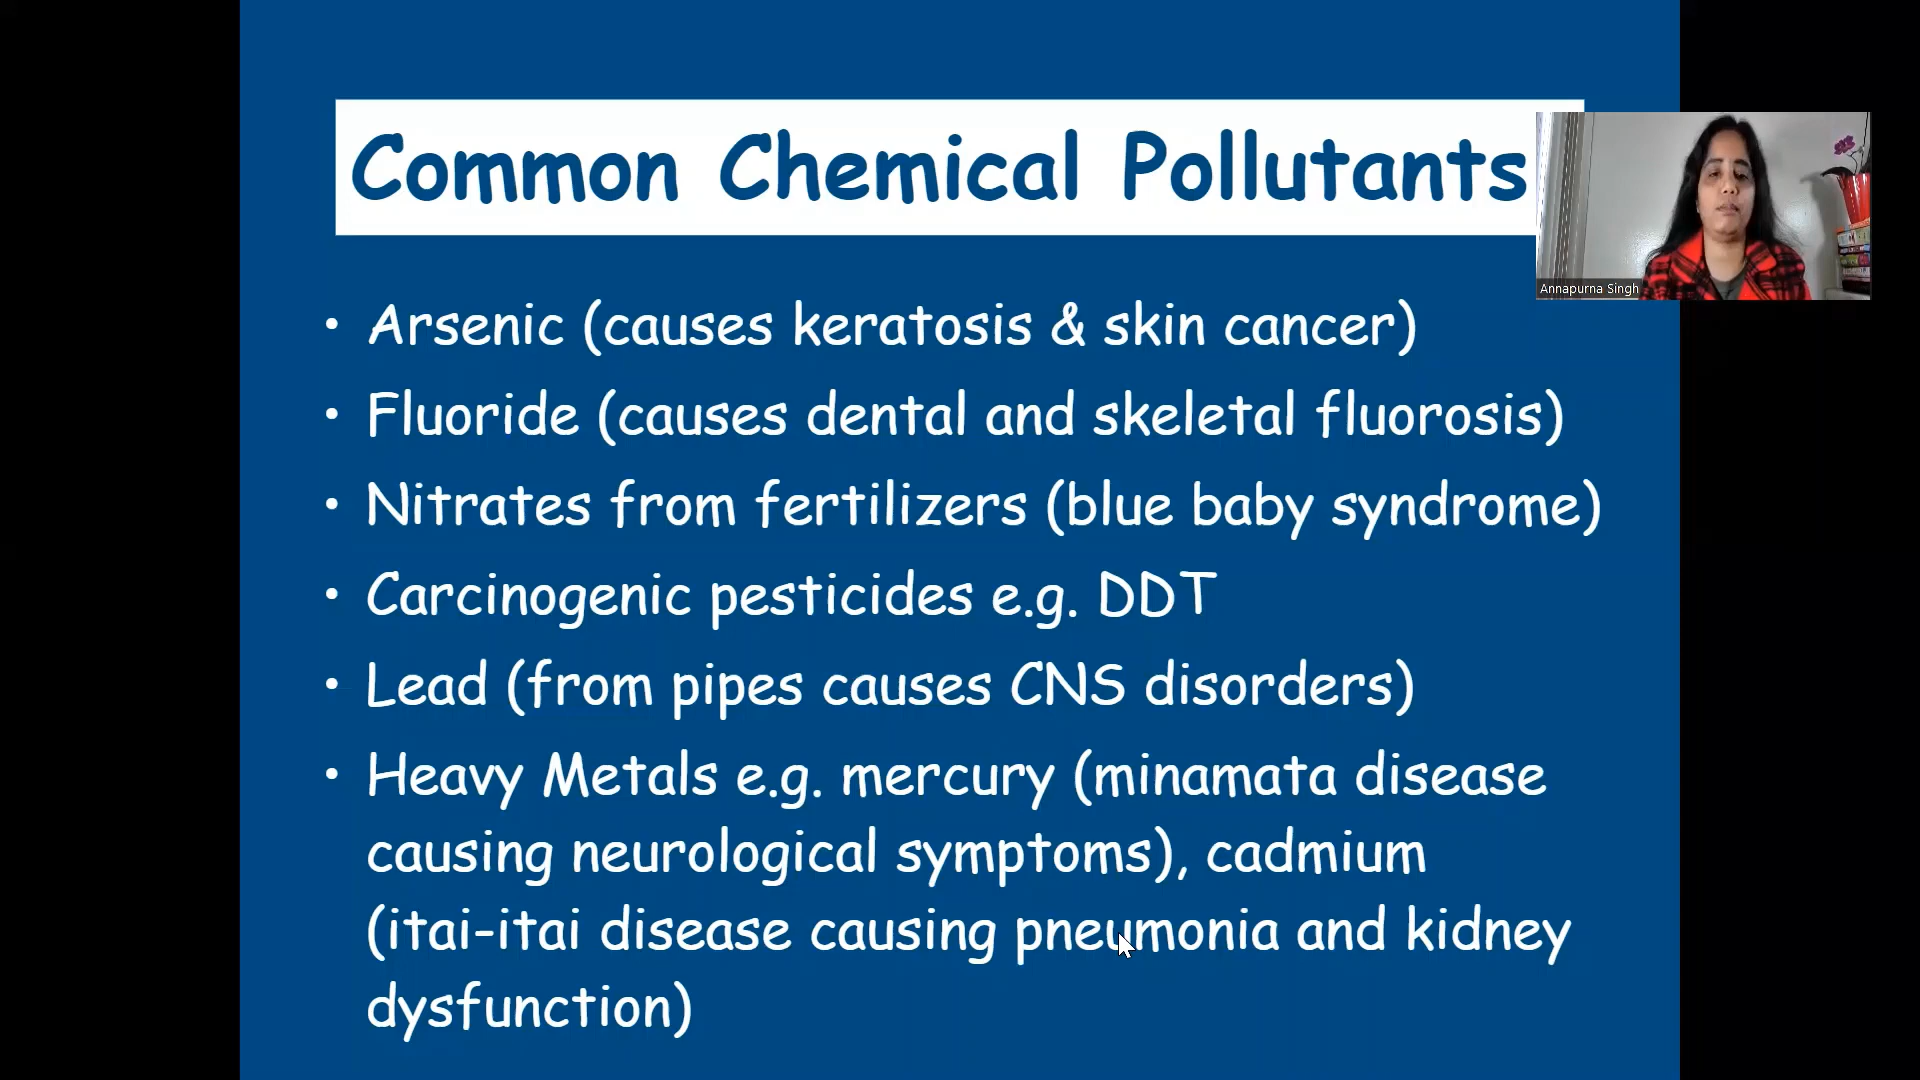 Common Chemical Pollutants
Annapurna Singh
• Arsenic (causes keratosis & skin cancer)
• Fluoride (causes dental and skeletal fluorosis)
• Nitrates from fertilizers (blue baby syndrome)
• Carcinogenic pesticides e.g. DDT
• Lead (from pipes causes CNS disorders)
• Heavy Metals e.g. mercury (minamata disease
causing neurological symptoms), cadmium
(itai-itai disease causing pneumonia and kidney
dysfunction)